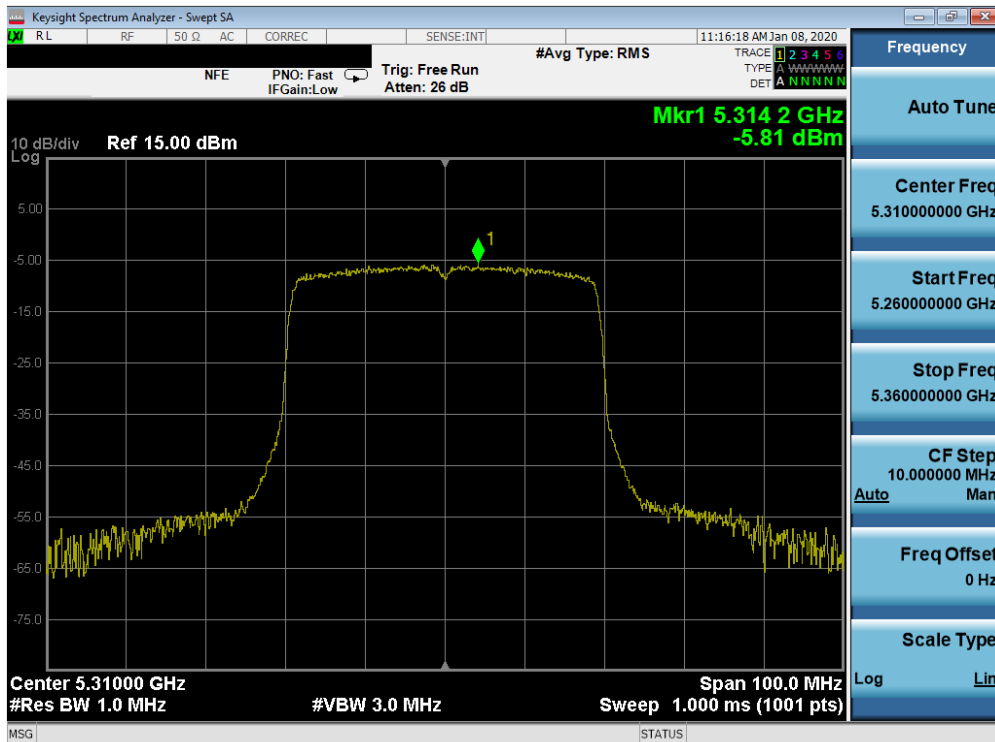 Keysight Spectrum Analyzer - Swept SA
LXI RL RF 50 Ω AC CORREC SENSE:INT 11:16:18 AM Jan 08, 2020
#Avg Type: RMS TRACE 1 2 3 4 5 6
NFE PNO: Fast Trig: Free Run TYPE A WWWWW
IFGain:Low Atten: 26 dB DET A N N N N N
Mkr1 5.314 2 GHz
-5.81 dBm
10 dB/div Ref 15.00 dBm
Log
1
5.00
-5.00
-15.0
-25.0
-35.0
-45.0
-55.0
-65.0
-75.0
Center 5.31000 GHz Span 100.0 MHz
#Res BW 1.0 MHz #VBW 3.0 MHz Sweep 1.000 ms (1001 pts)
MSG STATUS
Frequency
Auto Tune
Center Freq
5.310000000 GHz
Start Freq
5.260000000 GHz
Stop Freq
5.360000000 GHz
CF Step
10.000000 MHz
Auto Man
Freq Offset
0 Hz
Scale Type
Log Lin